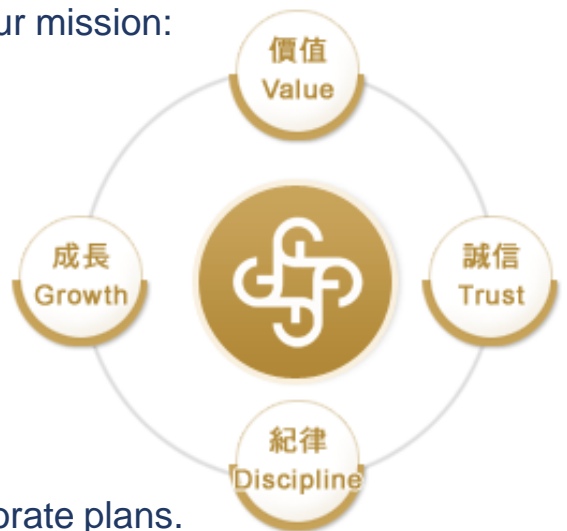 ur mission:
價值
Value
成長
Growth
誠信
Trust
紀律
Discipline
orate plans.